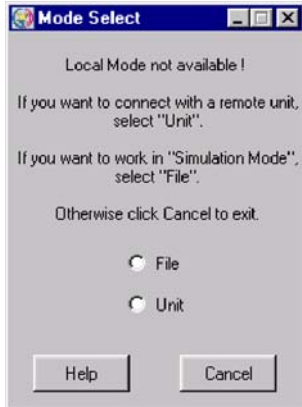 Mode Select
Local Mode not available !
If you want to connect with a remote unit,
select "Unit".
If you want to work in "Simulation Mode",
select "File".
Otherwise click Cancel to exit.
File
Unit
Help
Cancel